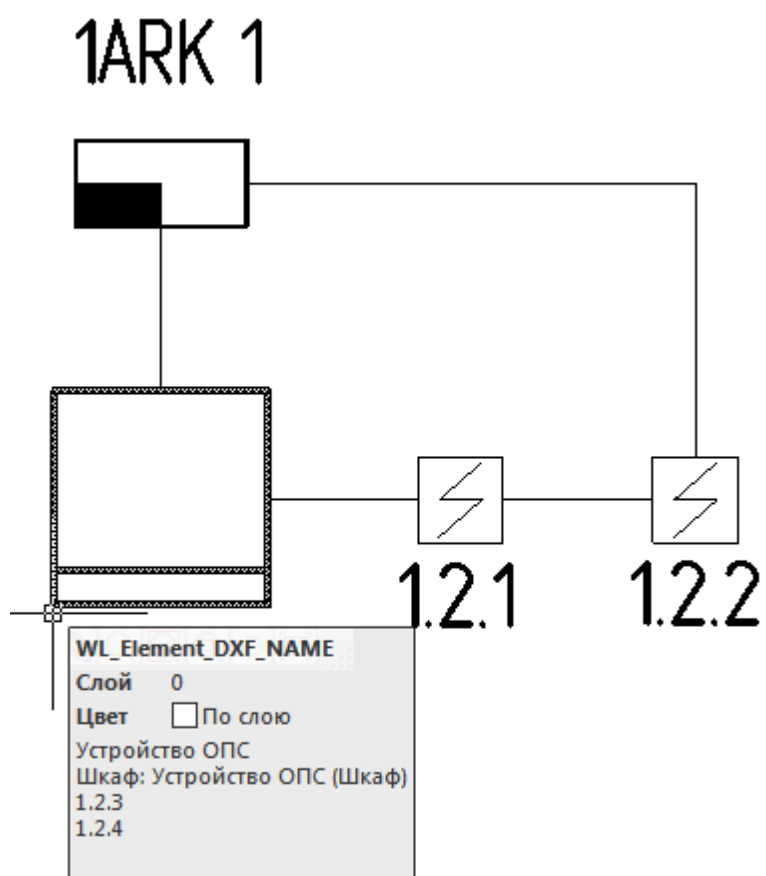 1ARK 1
1.2.1
1.2.2
WL_Element_DXF_NAME
Слой 0
Цвет По слою
Устройство ОПС
Шкаф: Устройство ОПС (Шкаф)
1.2.3
1.2.4